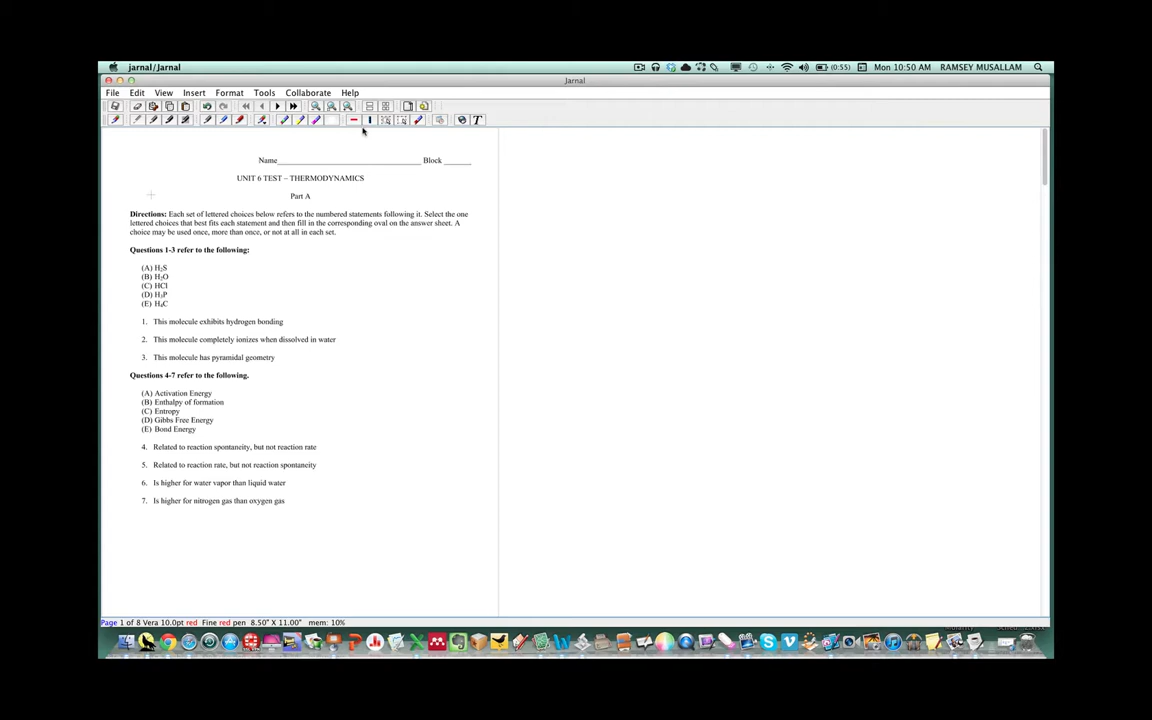 jarnal/Jarnal
(0:55) Mon 10:50 AM RAMSEY MUSALLAM
Jarnal
File Edit View Insert Format Tools Collaborate Help
T
Name____________________ Block ______
UNIT 6 TEST – THERMODYNAMICS
Part A
Directions: Each set of lettered choices below refers to the numbered statements following it. Select the one
lettered choices that best fits each statement and then fill in the corresponding oval on the answer sheet. A
choice may be used once, more than once, or not at all in each set.
Questions 1-3 refer to the following:
(A) H₂S
(B) H₂O
(C) HCl
(D) H₃P
(E) H₄C
1. This molecule exhibits hydrogen bonding
2. This molecule completely ionizes when dissolved in water
3. This molecule has pyramidal geometry
Questions 4-7 refer to the following.
(A) Activation Energy
(B) Enthalpy of formation
(C) Entropy
(D) Gibbs Free Energy
(E) Bond Energy
4. Related to reaction spontaneity, but not reaction rate
5. Related to reaction rate, but not reaction spontaneity
6. Is higher for water vapor than liquid water
7. Is higher for nitrogen gas than oxygen gas
Page 1 of 8 Vera 10.0pt red Fine red pen 8.50" X 11.00" mem: 10%